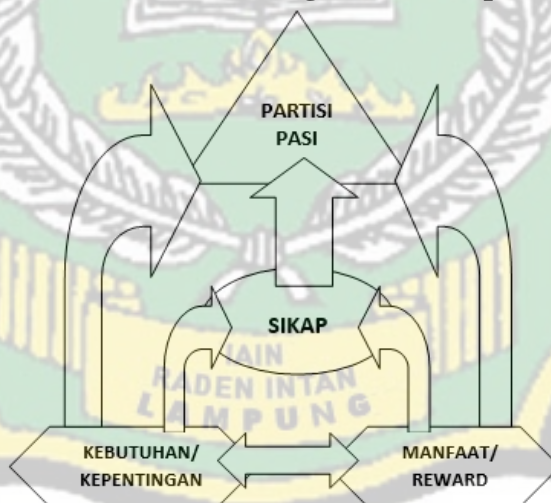 PARTISI
PASI
SIKAP
IAIN
RADEN INTAN
LAMPUNG
KEBUTUHAN/
KEPENTINGAN
MANFAAT/
REWARD